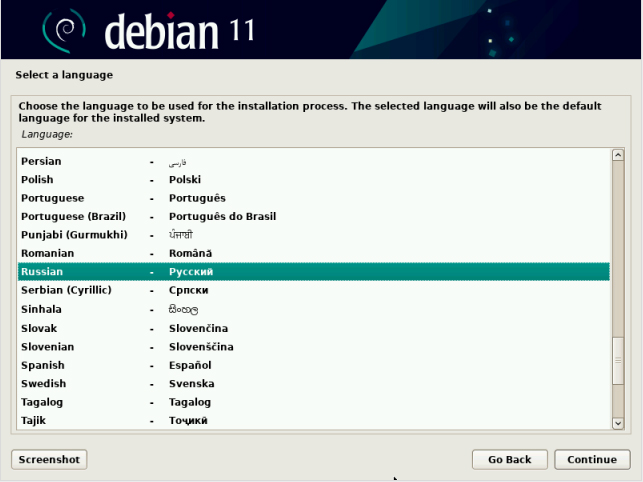 debian 11
Select a language
Choose the language to be used for the installation process. The selected language will also be the default
language for the installed system.
Language:
Persian - فارسی
Polish - Polski
Portuguese - Português
Portuguese (Brazil) - Português do Brasil
Punjabi (Gurmukhi) - ਪੰਜਾਬੀ
Romanian - Română
Russian - Русский
Serbian (Cyrillic) - Српски
Sinhala - සිංහල
Slovak - Slovenčina
Slovenian - Slovenščina
Spanish - Español
Swedish - Svenska
Tagalog - Tagalog
Tajik - Тоҷикӣ
Screenshot Go Back Continue